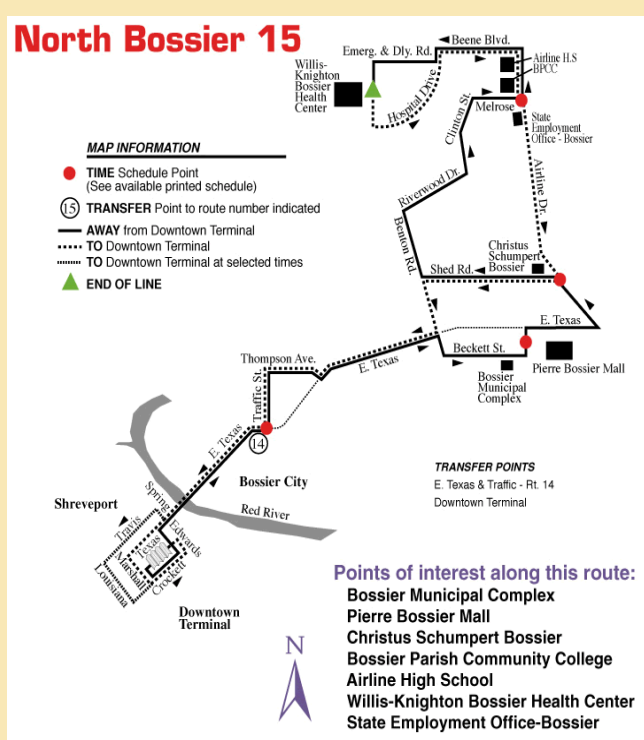 North Bossier 15
Beene Blvd.
Emerg. & Dly. Rd.
Airline H.S
BPCC
Willis-
Knighton
Bossier
Health
Center
Hospital Drive
Melrose
Clinton St.
State
Employment
Office - Bossier
MAP INFORMATION
TIME Schedule Point
(See available printed schedule)
15 TRANSFER Point to route number indicated
AWAY from Downtown Terminal
TO Downtown Terminal
TO Downtown Terminal at selected times
END OF LINE
Airline Dr.
Riverwood Dr.
Benton Rd.
Christus
Schumpert
Bossier
Shed Rd.
E. Texas
Beckett St.
Pierre Bossier Mall
Bossier
Municipal
Complex
Thompson Ave.
E. Texas
Traffic St.
14
E. Texas
Bossier City
Spring
Red River
Shreveport
Travis
Texas
Edwards
Marshall
Louisiana
Crockett
Downtown
Terminal
TRANSFER POINTS
E. Texas & Traffic - Rt. 14
Downtown Terminal
N
Points of interest along this route:
Bossier Municipal Complex
Pierre Bossier Mall
Christus Schumpert Bossier
Bossier Parish Community College
Airline High School
Willis-Knighton Bossier Health Center
State Employment Office-Bossier